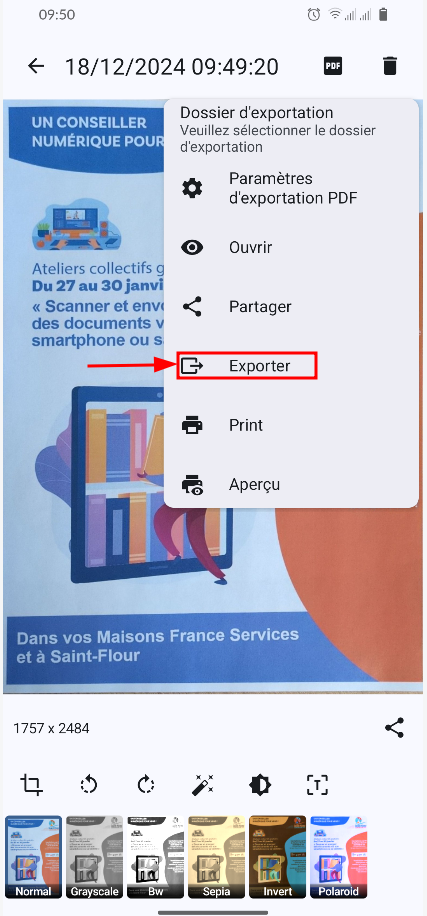 09:50
18/12/2024 09:49:20
PDF
UN CONSEILLER
NUMÉRIQUE POUR
Dossier d'exportation
Veuillez sélectionner le dossier
d'exportation
Paramètres
d'exportation PDF
Ouvrir
Partager
Exporter
Print
Aperçu
Ateliers collectifs g
Du 27 au 30 janvi
« Scanner et envo
des documents v
smartphone ou s
Dans vos Maisons France Services
et à Saint-Flour
1757 x 2484
T
Normal
Grayscale
Bw
Sepia
Invert
Polaroid